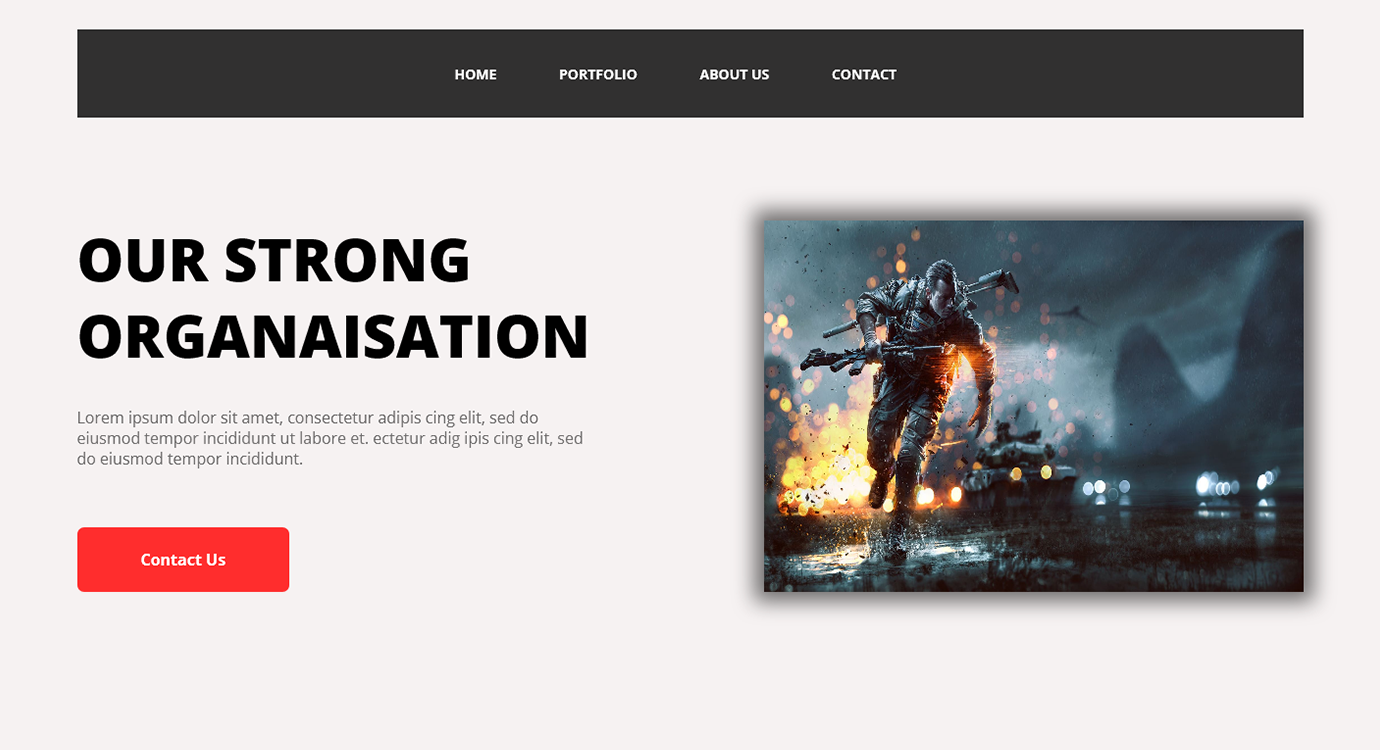 HOME PORTFOLIO ABOUT US CONTACT
OUR STRONG
ORGANAISATION
Lorem ipsum dolor sit amet, consectetur adipis cing elit, sed do
eiusmod tempor incididunt ut labore et. ectetur adig ipis cing elit, sed
do eiusmod tempor incididunt.
Contact Us